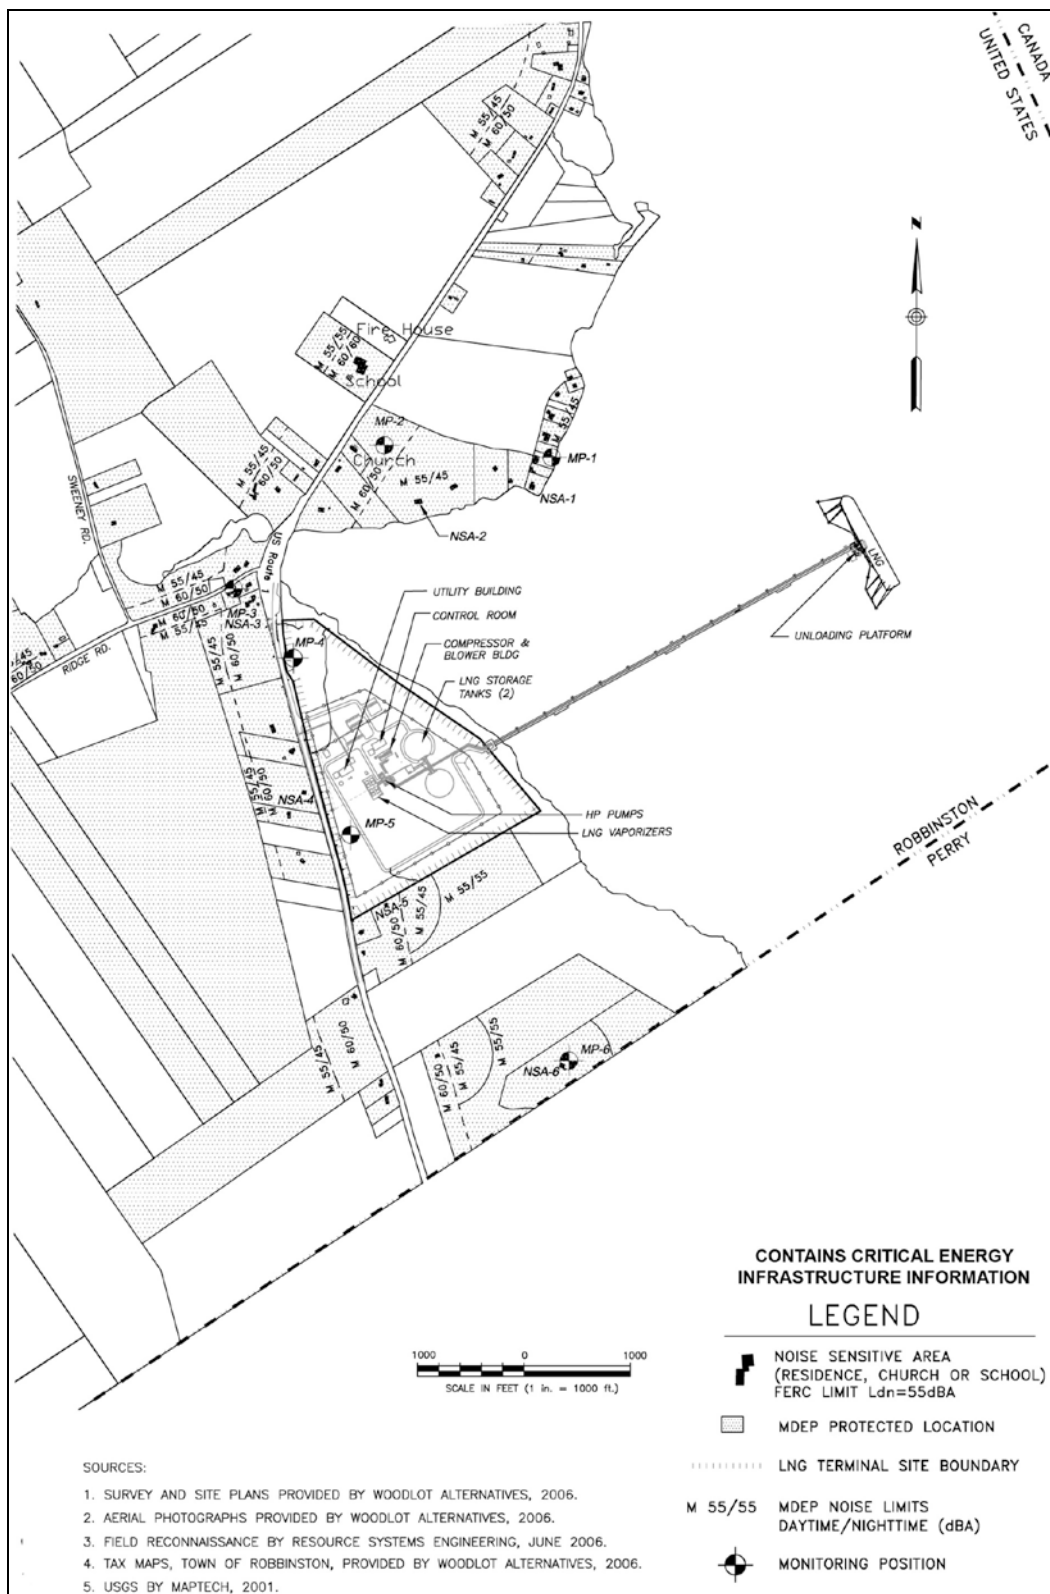 CANADA
UNITED STATES
M 55/45
M 60/50
N
Fire House
M 55/55
M 60/60
School
MP-2
Church
M 55/45
M 60/50
M 55/45
M 60/50
M 55/45
MP-1
NSA-1
NSA-2
SWEENEY RD.
US Route
LNG
UNLOADING PLATFORM
M 55/45
M 60/50
M 60/50
M 55/45
MP-3
NSA-3
RIDGE RD.
60/50
M 55/45
M 60/50
MP-4
UTILITY BUILDING
CONTROL ROOM
COMPRESSOR &
BLOWER BLDG
LNG STORAGE
TANKS (2)
M 55/45
M 60/50
NSA-4
MP-5
HP PUMPS
LNG VAPORIZERS
ROBBINSTON
PERRY
NSA-5
M 60/50
M 55/45
M 55/55
M 55/45
M 60/50
M 60/50
M 55/45
M 55/55
MP-6
NSA-6
1000 0 1000
SCALE IN FEET (1 in. = 1000 ft.)
CONTAINS CRITICAL ENERGY
INFRASTRUCTURE INFORMATION
LEGEND
NOISE SENSITIVE AREA
(RESIDENCE, CHURCH OR SCHOOL)
FERC LIMIT Ldn=55dBA
MDEP PROTECTED LOCATION
LNG TERMINAL SITE BOUNDARY
M 55/55 MDEP NOISE LIMITS
DAYTIME/NIGHTTIME (dBA)
MONITORING POSITION
SOURCES:
1. SURVEY AND SITE PLANS PROVIDED BY WOODLOT ALTERNATIVES, 2006.
2. AERIAL PHOTOGRAPHS PROVIDED BY WOODLOT ALTERNATIVES, 2006.
3. FIELD RECONNAISSANCE BY RESOURCE SYSTEMS ENGINEERING, JUNE 2006.
4. TAX MAPS, TOWN OF ROBBINSTON, PROVIDED BY WOODLOT ALTERNATIVES, 2006.
5. USGS BY MAPTECH, 2001.